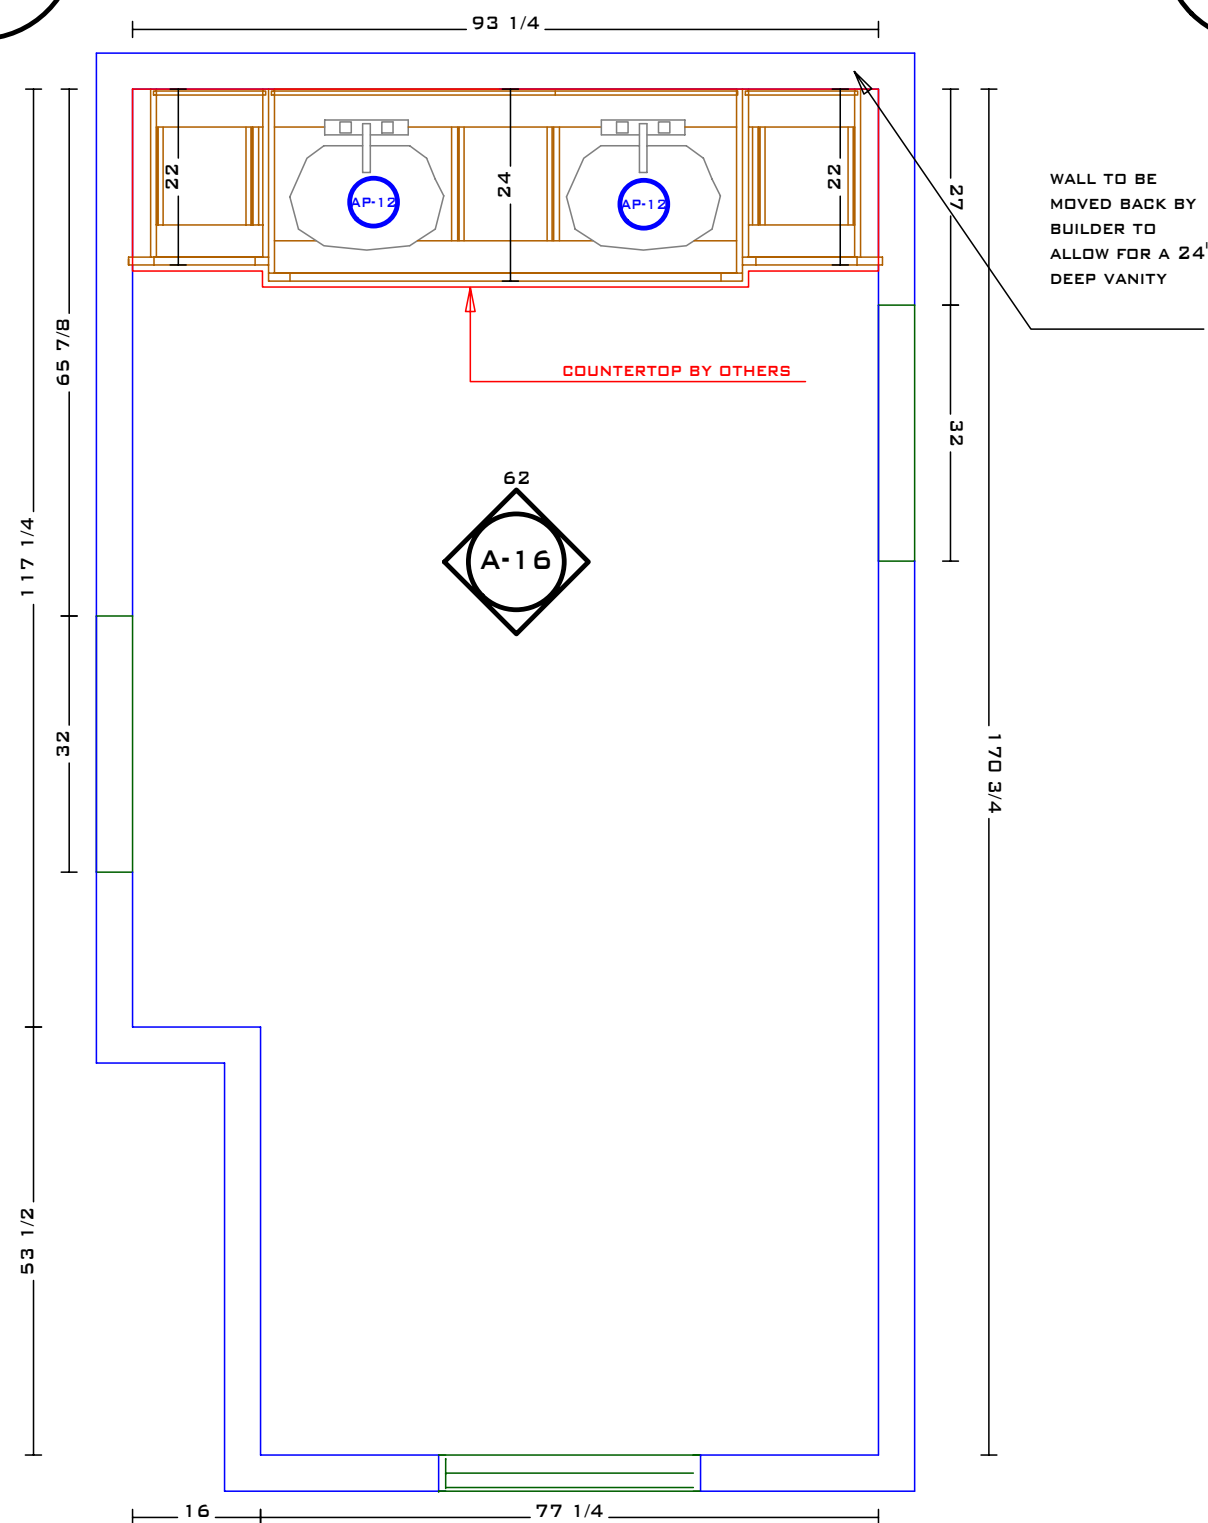 93 1/4
22
24
22
27
AP-12
AP-12
WALL TO BE
MOVED BACK BY
BUILDER TO
ALLOW FOR A 24"
DEEP VANITY
65 7/8
COUNTERTOP BY OTHERS
32
62
A-16
117 1/4
32
170 3/4
53 1/2
16
77 1/4